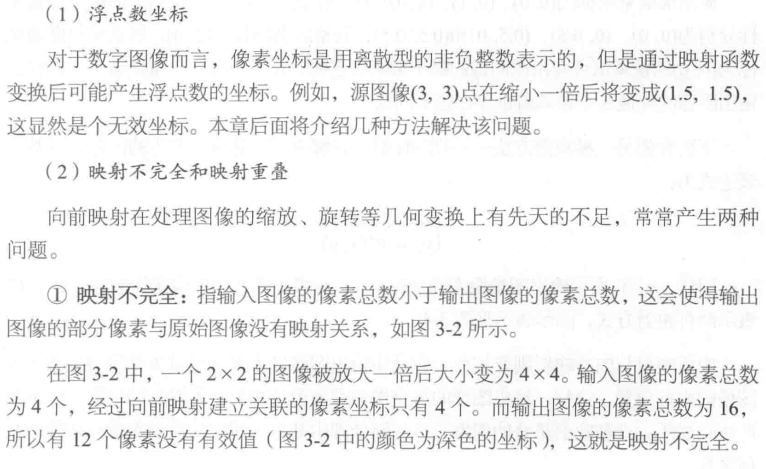 （1）浮点数坐标
对于数字图像而言，像素坐标是用离散型的非负整数表示的，但是通过映射函数
变换后可能产生浮点数的坐标。例如，源图像(3, 3)点在缩小一倍后将变成(1.5, 1.5)，
这显然是个无效坐标。本章后面将介绍几种方法解决该问题。
（2）映射不完全和映射重叠
向前映射在处理图像的缩放、旋转等几何变换上有先天的不足，常常产生两种
问题。
① 映射不完全：指输入图像的像素总数小于输出图像的像素总数，这会使得输出
图像的部分像素与原始图像没有映射关系，如图 3-2 所示。
在图 3-2 中，一个 2×2 的图像被放大一倍后大小变为 4×4。输入图像的像素总数
为 4 个，经过向前映射建立关联的像素坐标只有 4 个。而输出图像的像素总数为 16，
所以有 12 个像素没有有效值（图 3-2 中的颜色为深色的坐标），这就是映射不完全。